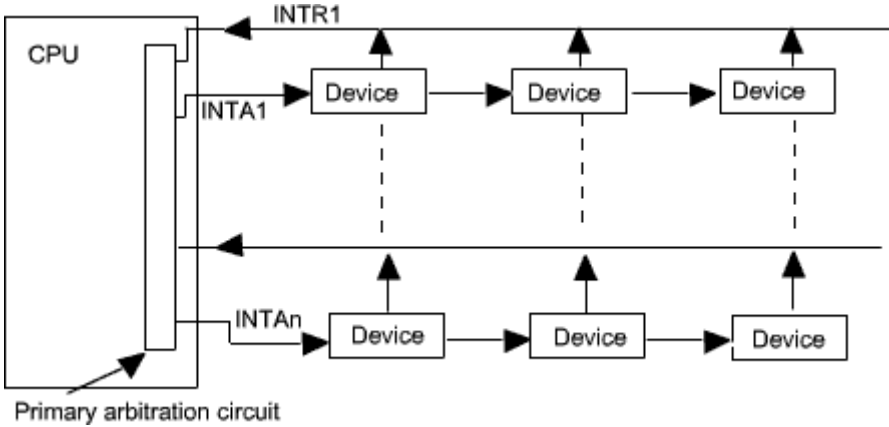 INTR1
CPU
Device Device Device
INTA1
INTAn
Device Device Device
Primary arbitration circuit